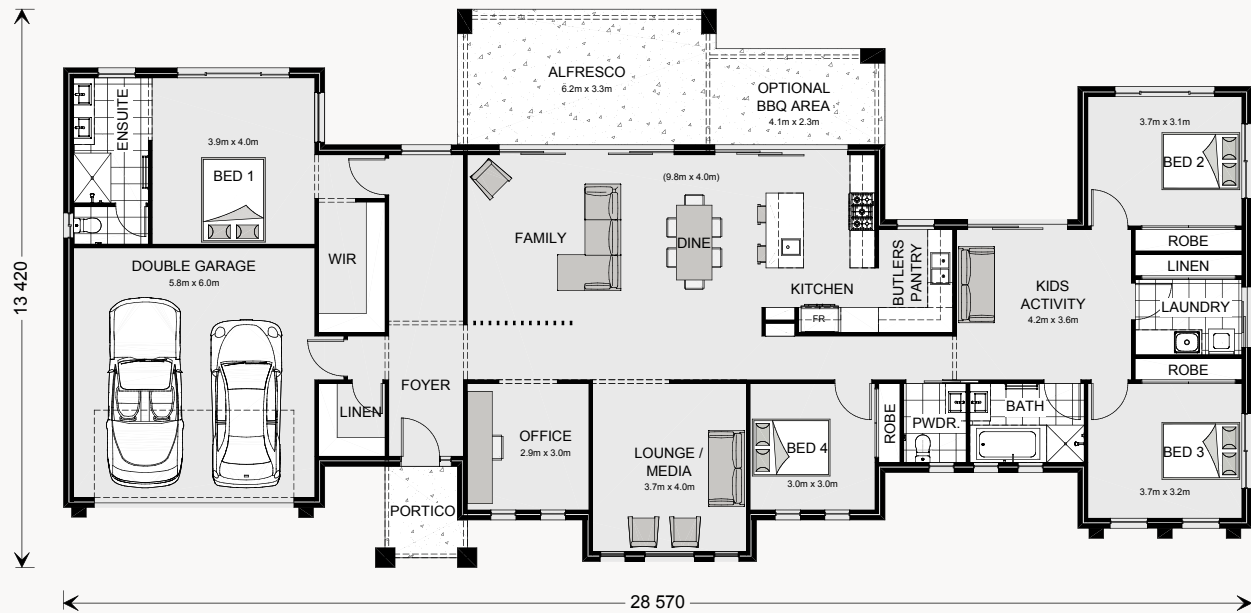 ALFRESCO
6.2m x 3.3m
OPTIONAL
BBQ AREA
4.1m x 2.3m
ENSUITE
3.9m x 4.0m
BED 1
(9.8m x 4.0m)
3.7m x 3.1m
BED 2
FAMILY
DINE
WIR
DOUBLE GARAGE
5.8m x 6.0m
KITCHEN
BUTLERS
PANTRY
FR
KIDS
ACTIVITY
4.2m x 3.6m
ROBE
LINEN
LAUNDRY
ROBE
13 420
FOYER
LINEN
OFFICE
2.9m x 3.0m
LOUNGE /
MEDIA
3.7m x 4.0m
BED 4
3.0m x 3.0m
ROBE
PWDR.
BATH
BED 3
3.7m x 3.2m
PORTICO
28 570